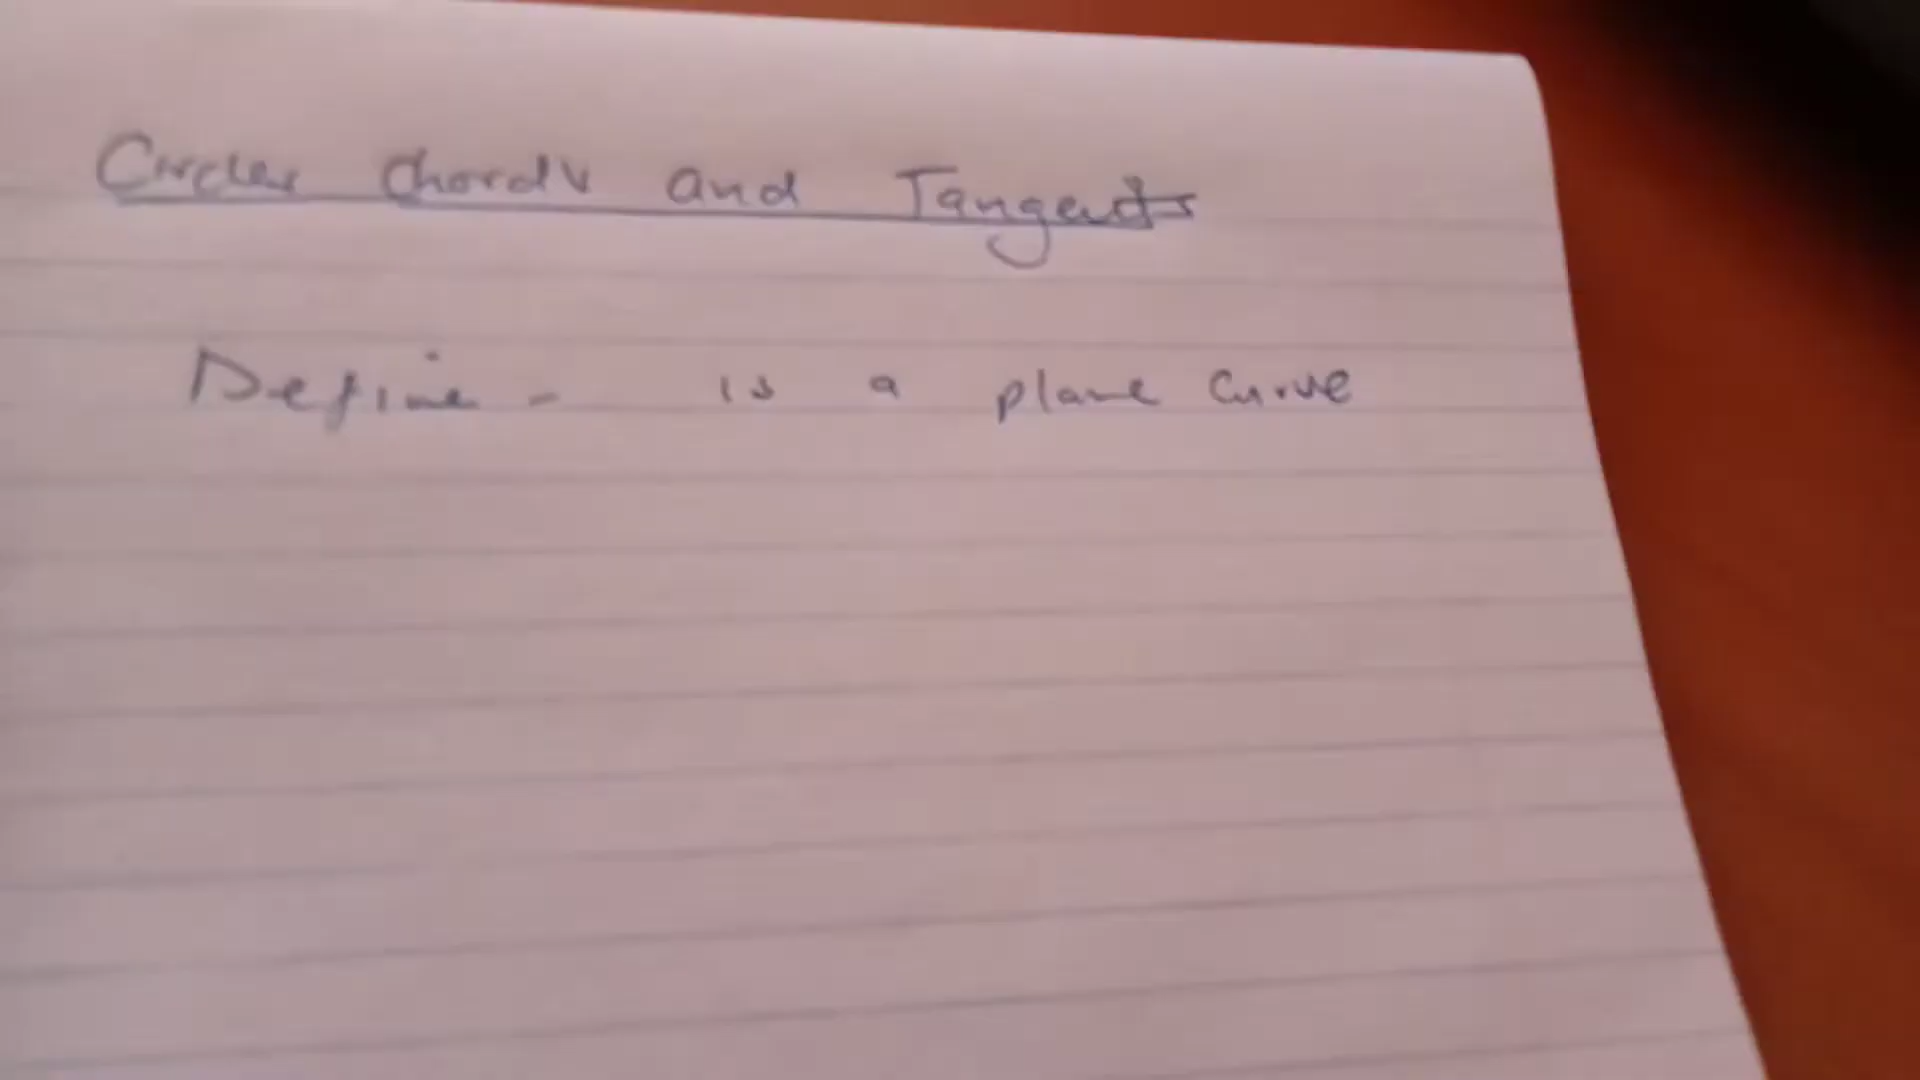 Circles Chords and Tangents
Define - is a plane curve